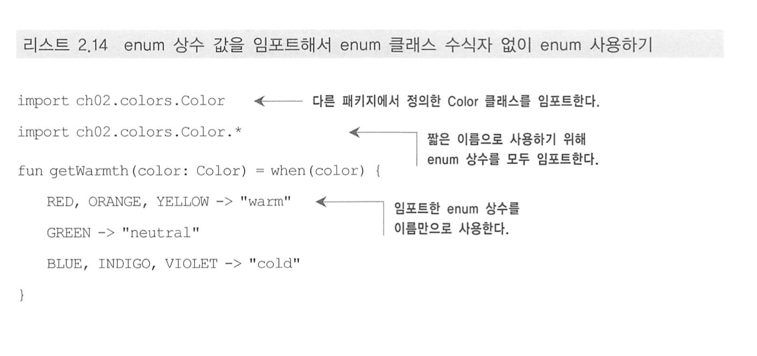 리스트 2.14 enum 상수 값을 임포트해서 enum 클래스 수식자 없이 enum 사용하기
import ch02.colors.Color
다른 패키지에서 정의한 Color 클래스를 임포트한다.
import ch02.colors.Color.*
짧은 이름으로 사용하기 위해
enum 상수를 모두 임포트한다.
fun getWarmth(color: Color) = when(color) {
RED, ORANGE, YELLOW -> "warm"
임포트한 enum 상수를
이름만으로 사용한다.
GREEN -> "neutral"
BLUE, INDIGO, VIOLET -> "cold"
}